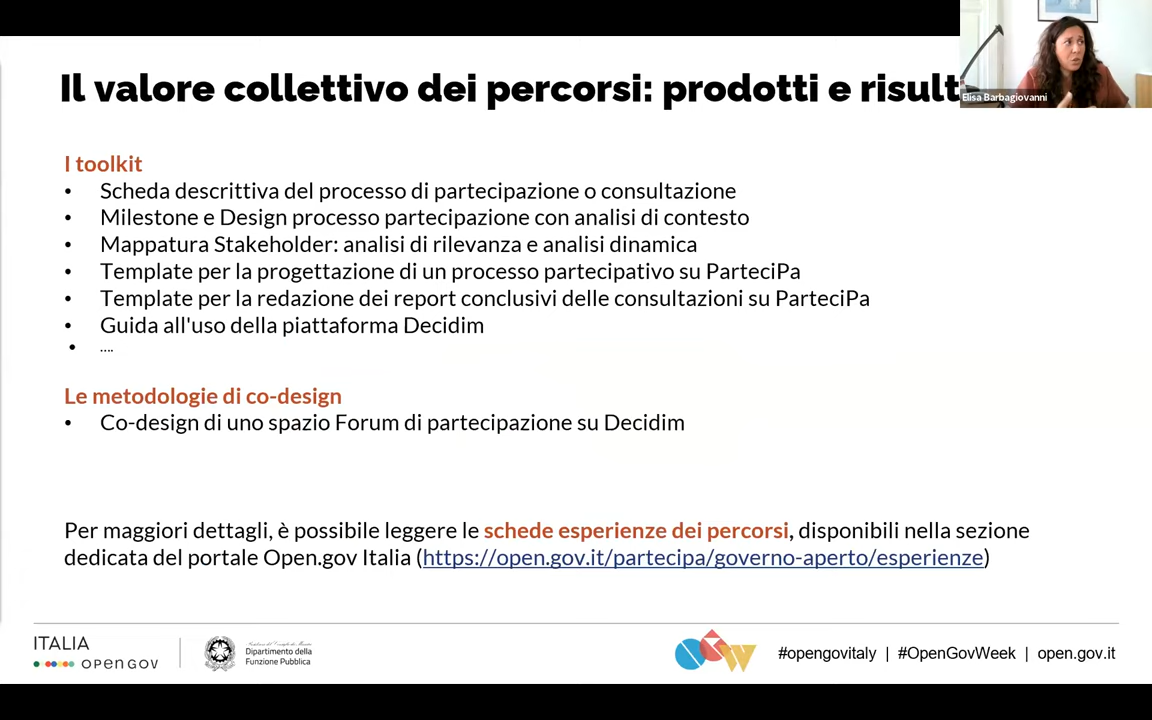 Il valore collettivo dei percorsi: prodotti e risult
Elisa Barbagiovanni
I toolkit
• Scheda descrittiva del processo di partecipazione o consultazione
• Milestone e Design processo partecipazione con analisi di contesto
• Mappatura Stakeholder: analisi di rilevanza e analisi dinamica
• Template per la progettazione di un processo partecipativo su ParteciPa
• Template per la redazione dei report conclusivi delle consultazioni su ParteciPa
• Guida all'uso della piattaforma Decidim
• ....
Le metodologie di co-design
• Co-design di uno spazio Forum di partecipazione su Decidim
Per maggiori dettagli, è possibile leggere le schede esperienze dei percorsi, disponibili nella sezione
dedicata del portale Open.gov Italia (https://open.gov.it/partecipa/governo-aperto/esperienze)
ITALIA
open gov
Dipartimento della
Funzione Pubblica
#opengovitaly | #OpenGovWeek | open.gov.it